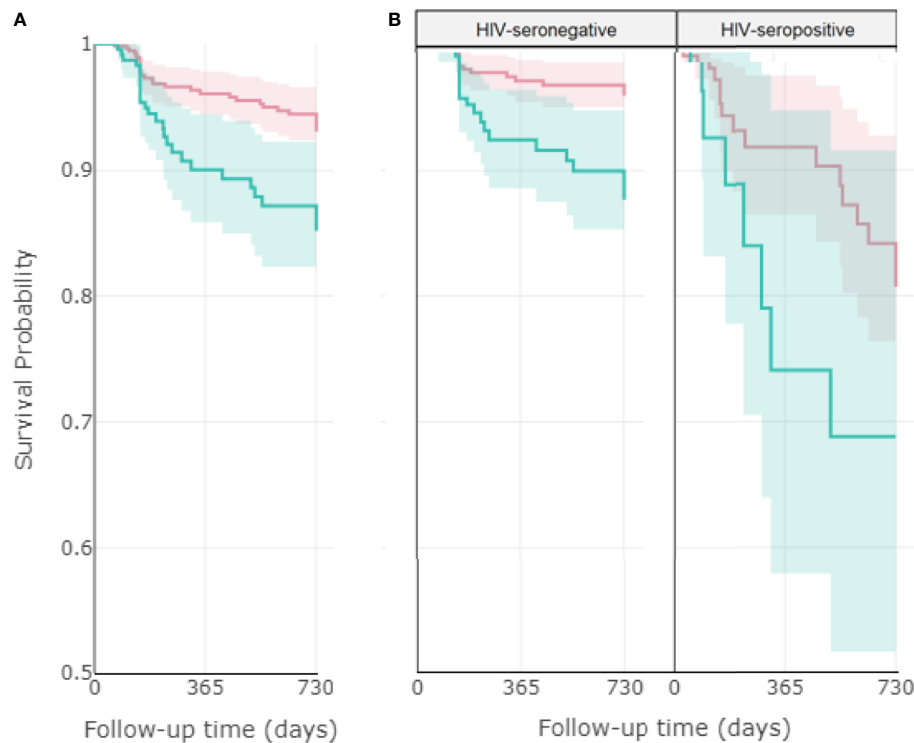 A
B
HIV-seronegative
HIV-seropositive
Survival Probability
1
0.9
0.8
0.7
0.6
0.5
0
365
730
0
365
730
0
365
730
Follow-up time (days)
Follow-up time (days)